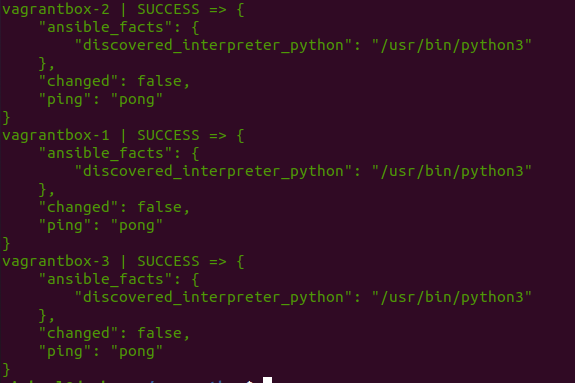 vagrantbox-2 | SUCCESS => {
    "ansible_facts": {
        "discovered_interpreter_python": "/usr/bin/python3"
    },
    "changed": false,
    "ping": "pong"
}
vagrantbox-1 | SUCCESS => {
    "ansible_facts": {
        "discovered_interpreter_python": "/usr/bin/python3"
    },
    "changed": false,
    "ping": "pong"
}
vagrantbox-3 | SUCCESS => {
    "ansible_facts": {
        "discovered_interpreter_python": "/usr/bin/python3"
    },
    "changed": false,
    "ping": "pong"
}